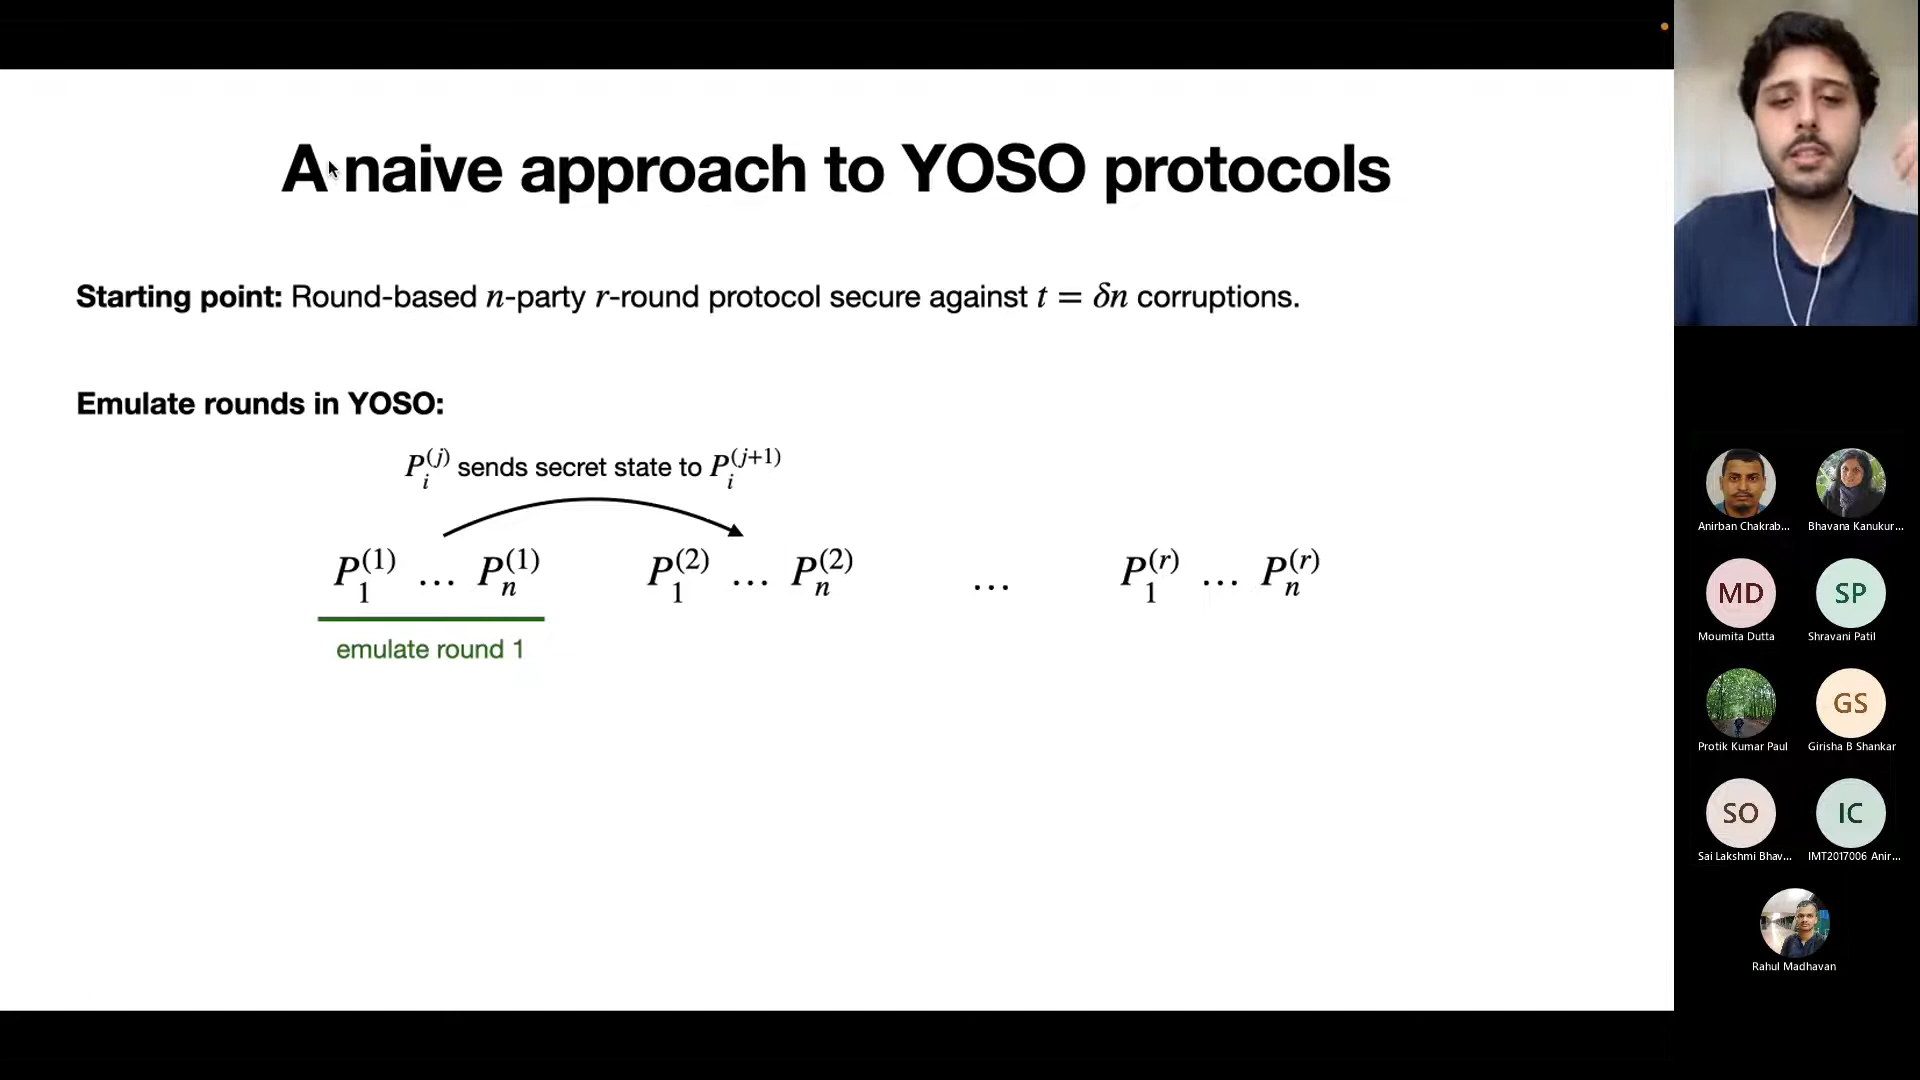 A naive approach to YOSO protocols
Starting point: Round-based n-party r-round protocol secure against t = δn corruptions.
Emulate rounds in YOSO:
P_i^{(j)} sends secret state to P_i^{(j+1)}
P_1^{(1)} ... P_n^{(1)} P_1^{(2)} ... P_n^{(2)} ... P_1^{(r)} ... P_n^{(r)}
emulate round 1
Anirban Chakrab... Bhavana Kanukur...
MD SP
Moumita Dutta Shravani Patil
GS
Protik Kumar Paul Girisha B Shankar
SO IC
Sai Lakshmi Bhav... IMT2017006 Anir...
Rahul Madhavan